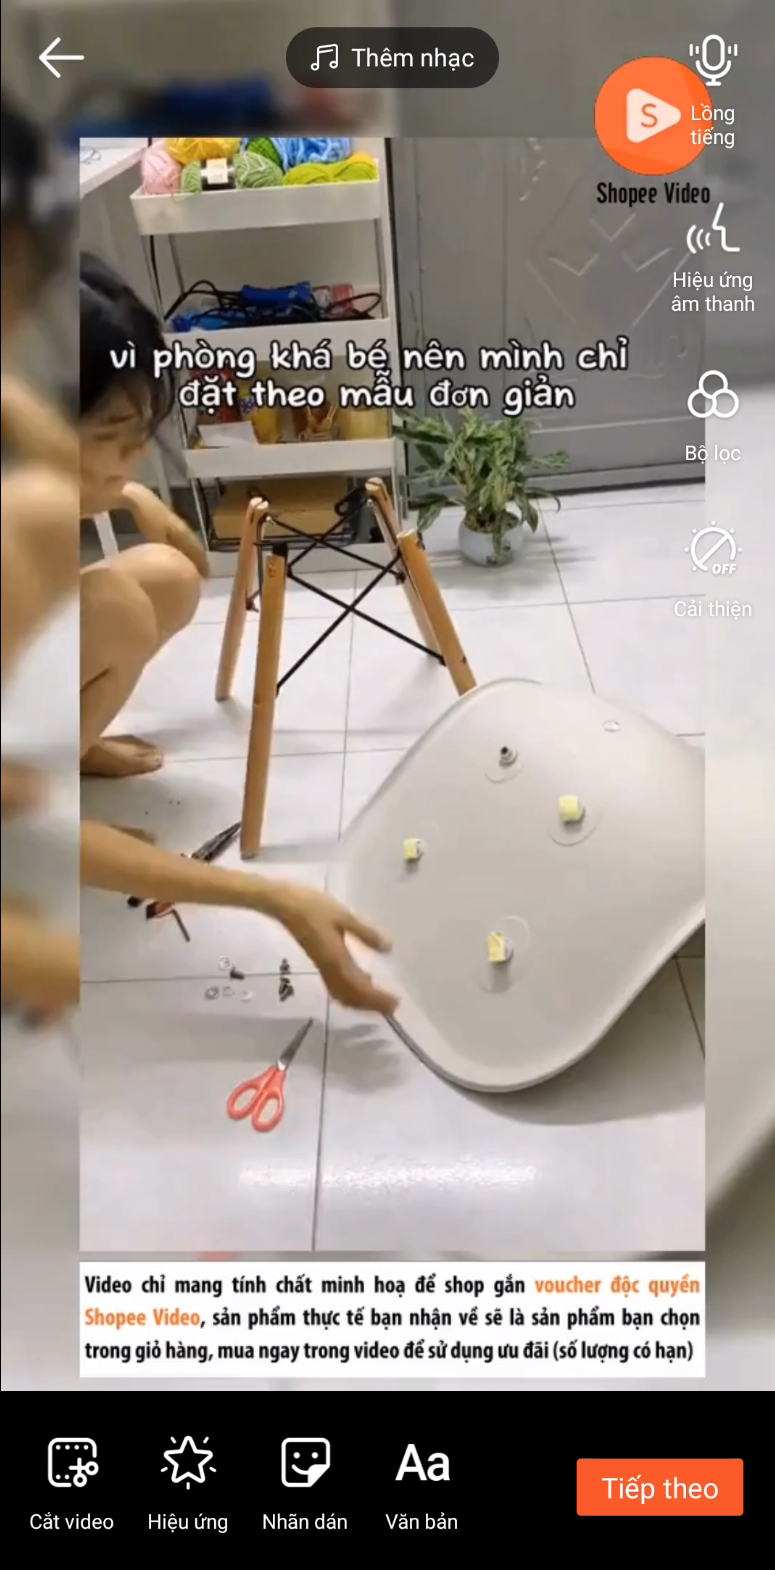 Thêm nhạc
S
Shopee Video
Lồng
tiếng
Hiệu ứng
âm thanh
Bộ lọc
OFF
Cải thiện
vì phòng khá bé nên mình chỉ
đặt theo mẫu đơn giản
Video chỉ mang tính chất minh hoạ để shop gắn voucher độc quyền
Shopee Video, sản phẩm thực tế bạn nhận về sẽ là sản phẩm bạn chọn
trong giỏ hàng, mua ngay trong video để sử dụng ưu đãi (số lượng có hạn)
Aa
Cắt video
Hiệu ứng
Nhãn dán
Văn bản
Tiếp theo